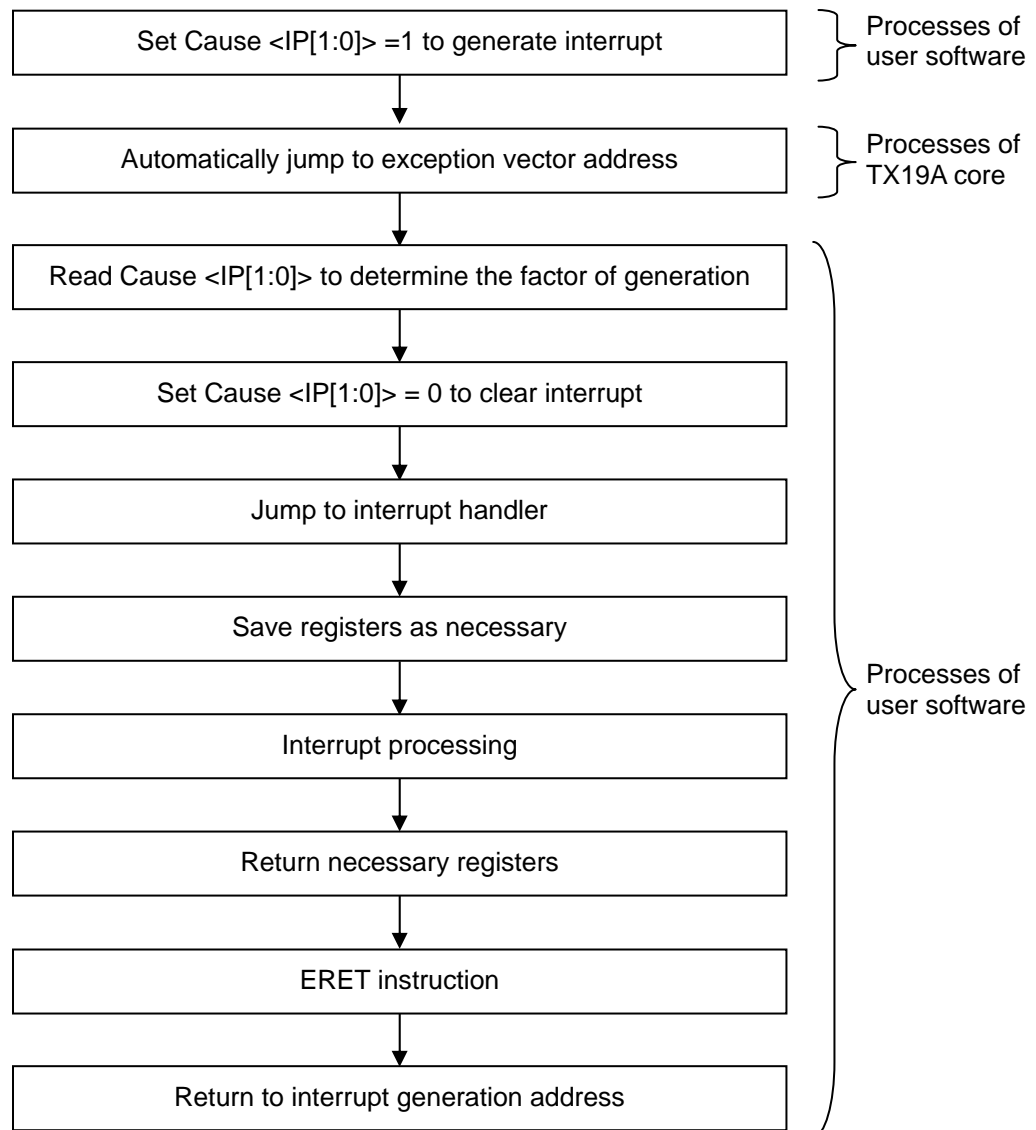 Set Cause <IP[1:0]> =1 to generate interrupt
Processes of
user software
Automatically jump to exception vector address
Processes of
TX19A core
Read Cause <IP[1:0]> to determine the factor of generation
Set Cause <IP[1:0]> = 0 to clear interrupt
Jump to interrupt handler
Save registers as necessary
Processes of
user software
Interrupt processing
Return necessary registers
ERET instruction
Return to interrupt generation address